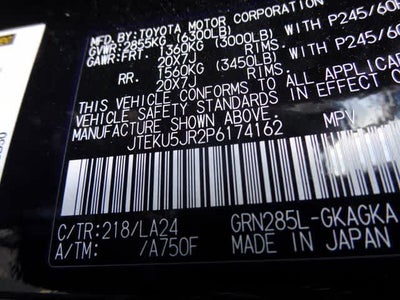 MFD.BY:TOYOTA MOTOR CORPORATION
GVWR:2855KG (6300LB)
GAWR:FRT. 1360KG (3000LB) WITH P245/60R
20X7J RIMS,
RR. 1560KG (3450LB) WITH P245/60
20X7J RIMS,
THIS VEHICLE CONFORMS TO ALL APPLICABLE
VEHICLE SAFETY STANDARDS IN EFFECT O
MANUFACTURE SHOWN ABOVE.
JTEKU5JR2P6174162 MPV
C/TR:218/LA24 GRN285L-GKAGKA
A/TM: /A750F MADE IN JAPAN